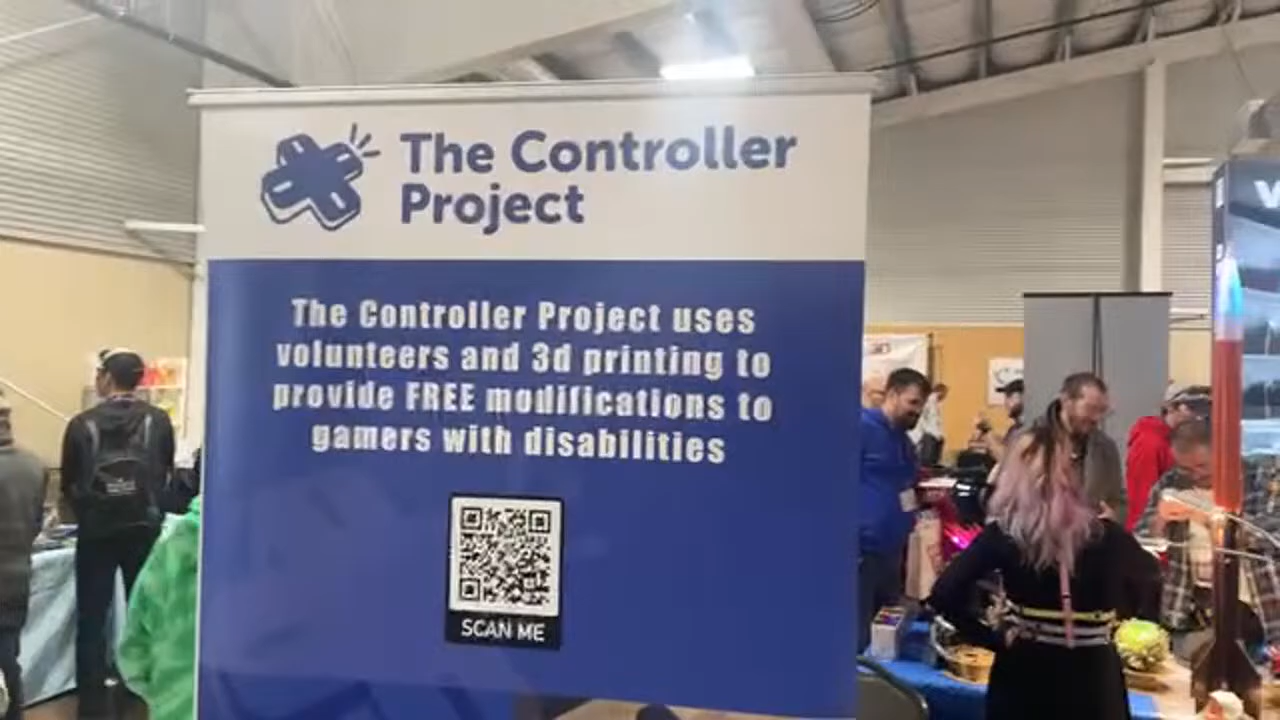 The Controller
Project
The Controller Project uses
volunteers and 3d printing to
provide FREE modifications to
gamers with disabilities
SCAN ME